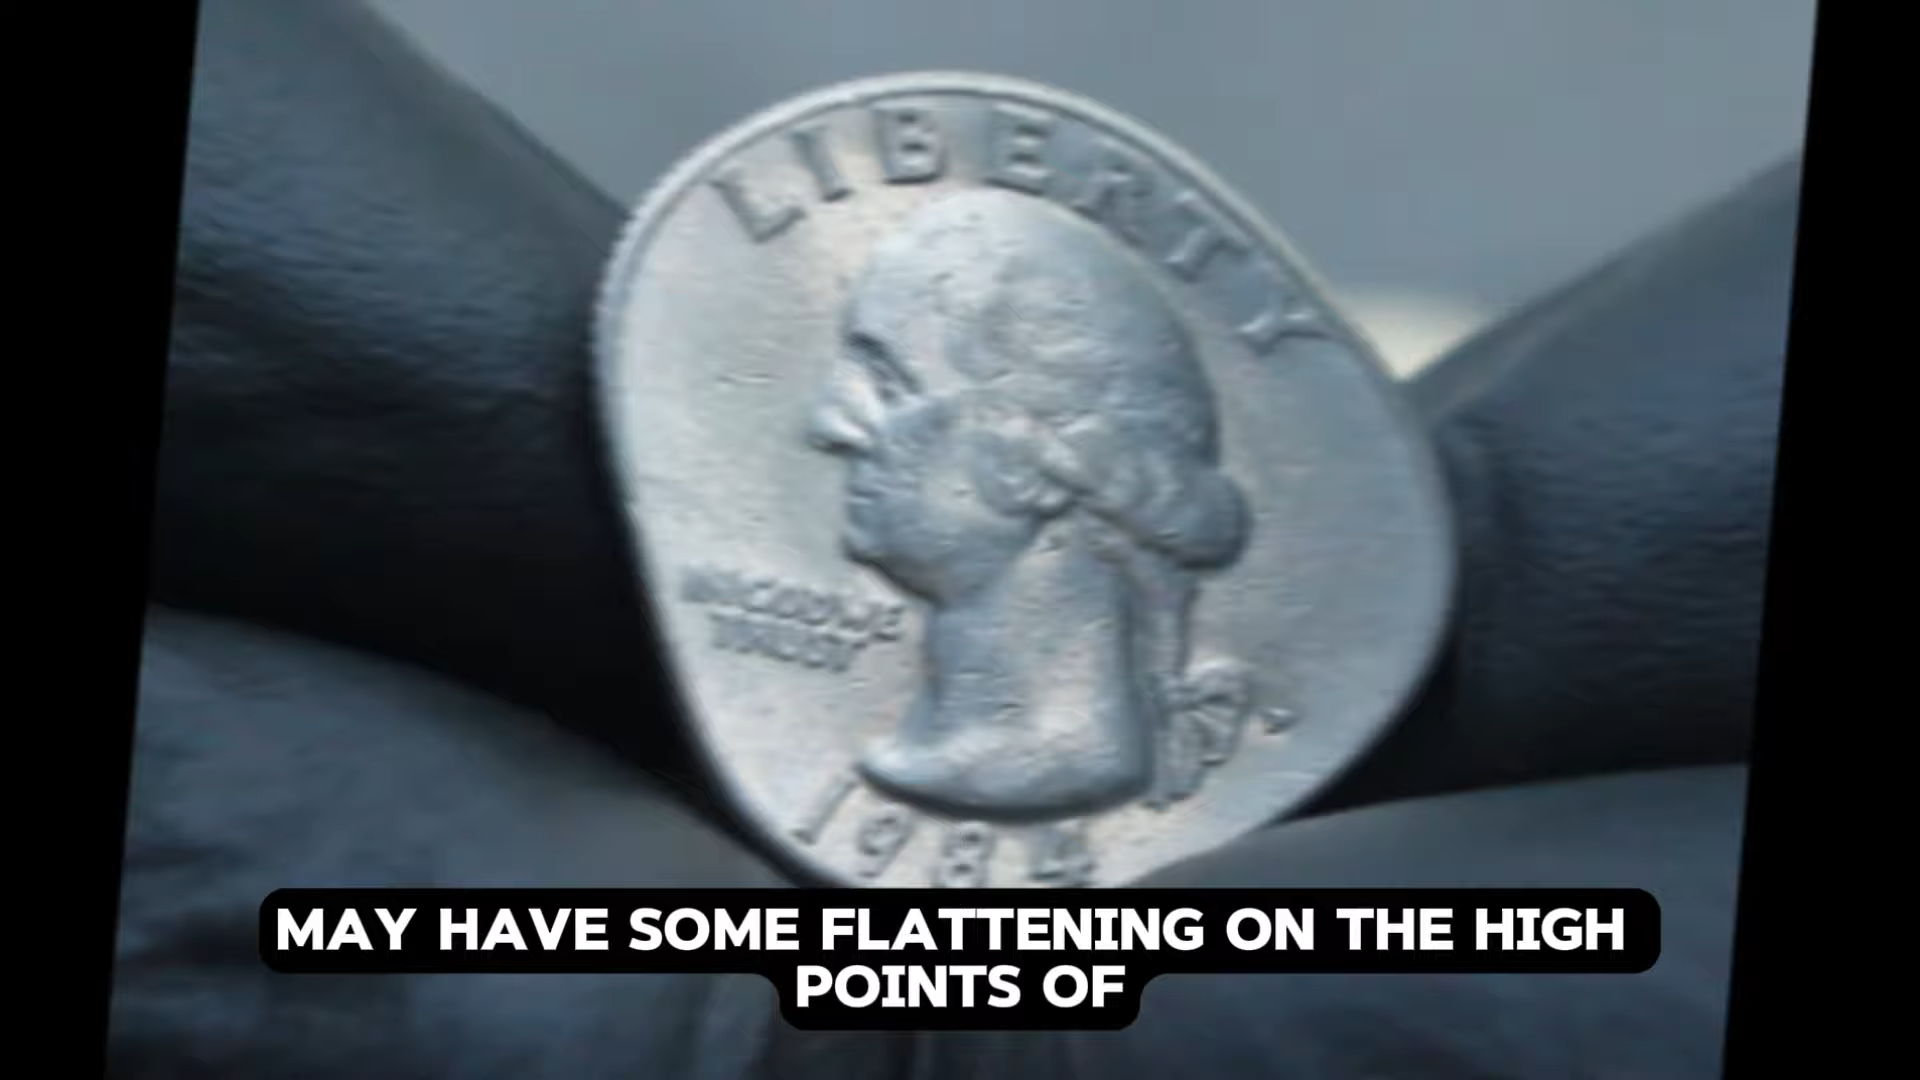 LIBERTY
1984
MAY HAVE SOME FLATTENING ON THE HIGH
POINTS OF